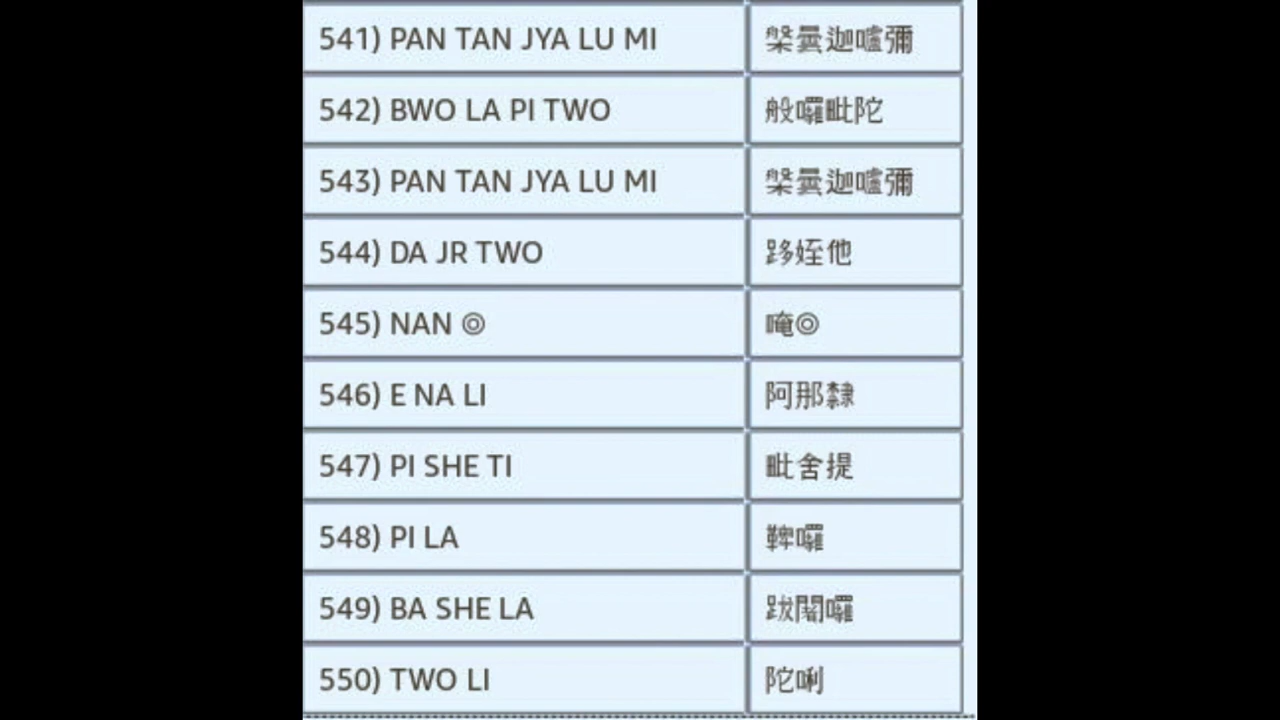 541) PAN TAN JYA LU MI 槃曇迦嚧彌
542) BWO LA PI TWO 般囉毗陀
543) PAN TAN JYA LU MI 槃曇迦嚧彌
544) DA JR TWO 跢姪他
545) NAN ◎ 唵◎
546) E NA LI 阿那隸
547) PI SHE TI 毗舍提
548) PI LA 鞞囉
549) BA SHE LA 跋闍囉
550) TWO LI 陀唎